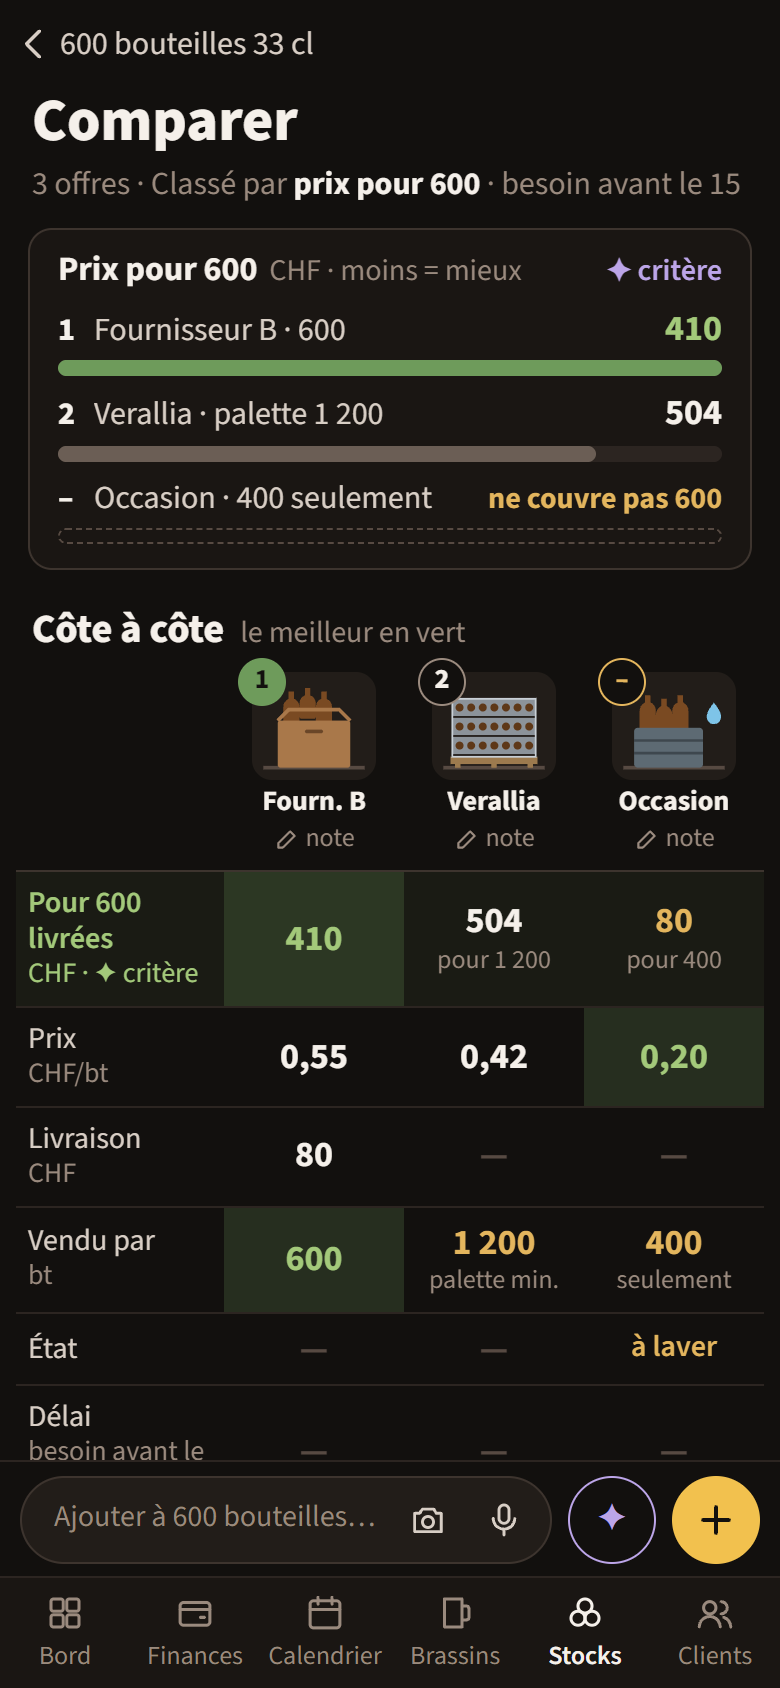 600 bouteilles 33 cl
Comparer
3 offres · Classé par prix pour 600 · besoin avant le 15
Prix pour 600 CHF · moins = mieux ✦ critère
1 Fournisseur B · 600 410
2 Verallia · palette 1 200 504
– Occasion · 400 seulement ne couvre pas 600
Côte à côte le meilleur en vert
1 2 –
Fourn. B Verallia Occasion
note note note
Pour 600
livrées
CHF · ✦ critère
410 504 80
pour 1 200 pour 400
Prix
CHF/bt
0,55 0,42 0,20
Livraison
CHF
80 — —
Vendu par
bt
600 1 200 400
palette min. seulement
État — — à laver
Délai
besoin avant le — — —
Ajouter à 600 bouteilles…
Bord Finances Calendrier Brassins Stocks Clients